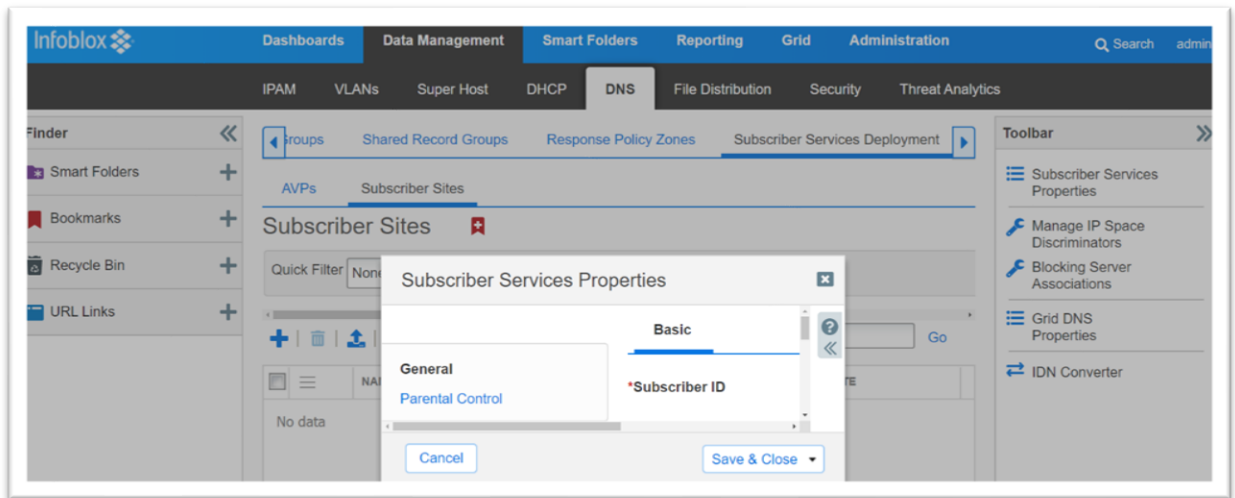 Infoblox
Dashboards Data Management Smart Folders Reporting Grid Administration Search admin
IPAM VLANs Super Host DHCP DNS File Distribution Security Threat Analytics
Finder
Smart Folders
Bookmarks
Recycle Bin
URL Links
Groups Shared Record Groups Response Policy Zones Subscriber Services Deployment
AVPs Subscriber Sites
Subscriber Sites
Quick Filter None
Go
No data
Subscriber Services Properties
General
Parental Control
Basic
*Subscriber ID
Cancel
Save & Close
Toolbar
Subscriber Services
Properties
Manage IP Space
Discriminators
Blocking Server
Associations
Grid DNS
Properties
IDN Converter